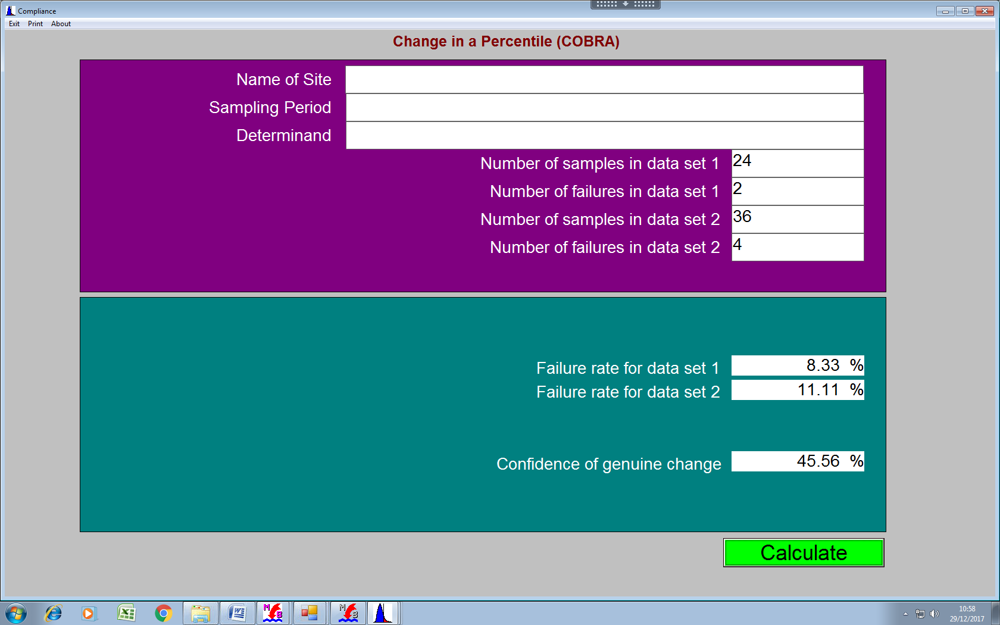 Compliance
Exit Print About
Change in a Percentile (COBRA)
Name of Site
Sampling Period
Determinand
Number of samples in data set 1 24
Number of failures in data set 1 2
Number of samples in data set 2 36
Number of failures in data set 2 4
Failure rate for data set 1 8.33 %
Failure rate for data set 2 11.11 %
Confidence of genuine change 45.56 %
Calculate
M B
M B
10:58
29/12/2017